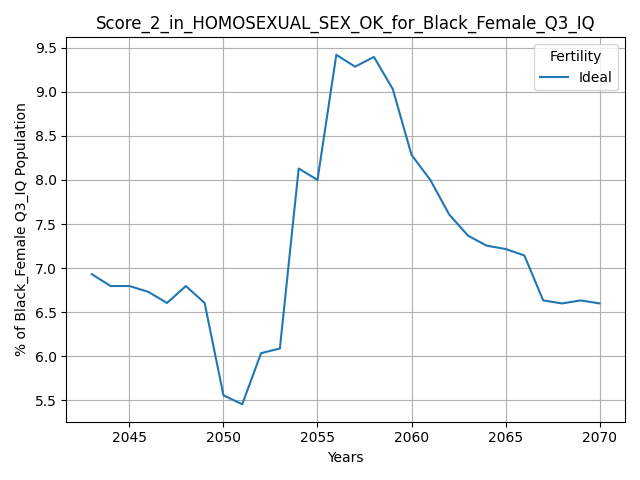 Score_2_in_HOMOSEXUAL_SEX_OK_for_Black_Female_Q3_IQ
Fertility
Ideal
% of Black_Female Q3_IQ Population
9.5
9.0
8.5
8.0
7.5
7.0
6.5
6.0
5.5
2045 2050 2055 2060 2065 2070
Years